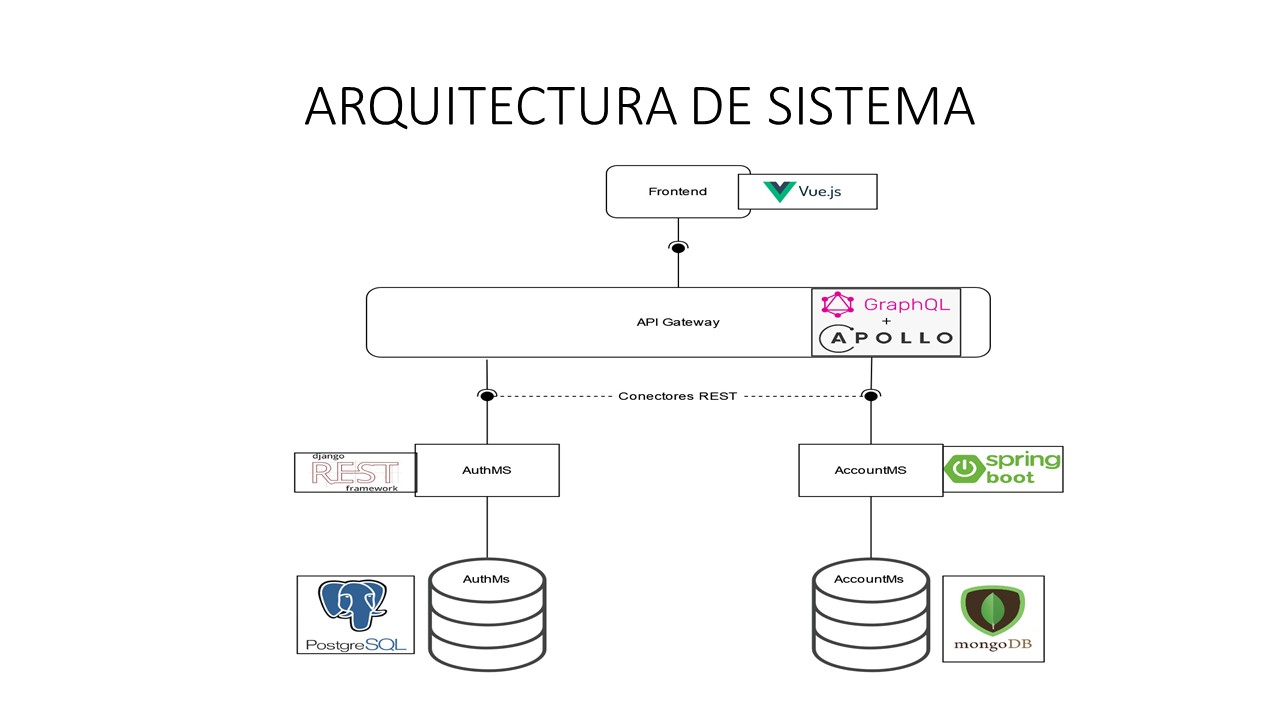 ARQUITECTURA DE SISTEMA
Frontend
Vue.js
API Gateway
GraphQL
+
APOLLO
Conectores REST
django
REST
framework
AuthMS
AccountMS
spring
boot
AuthMs
AccountMs
PostgreSQL
mongoDB